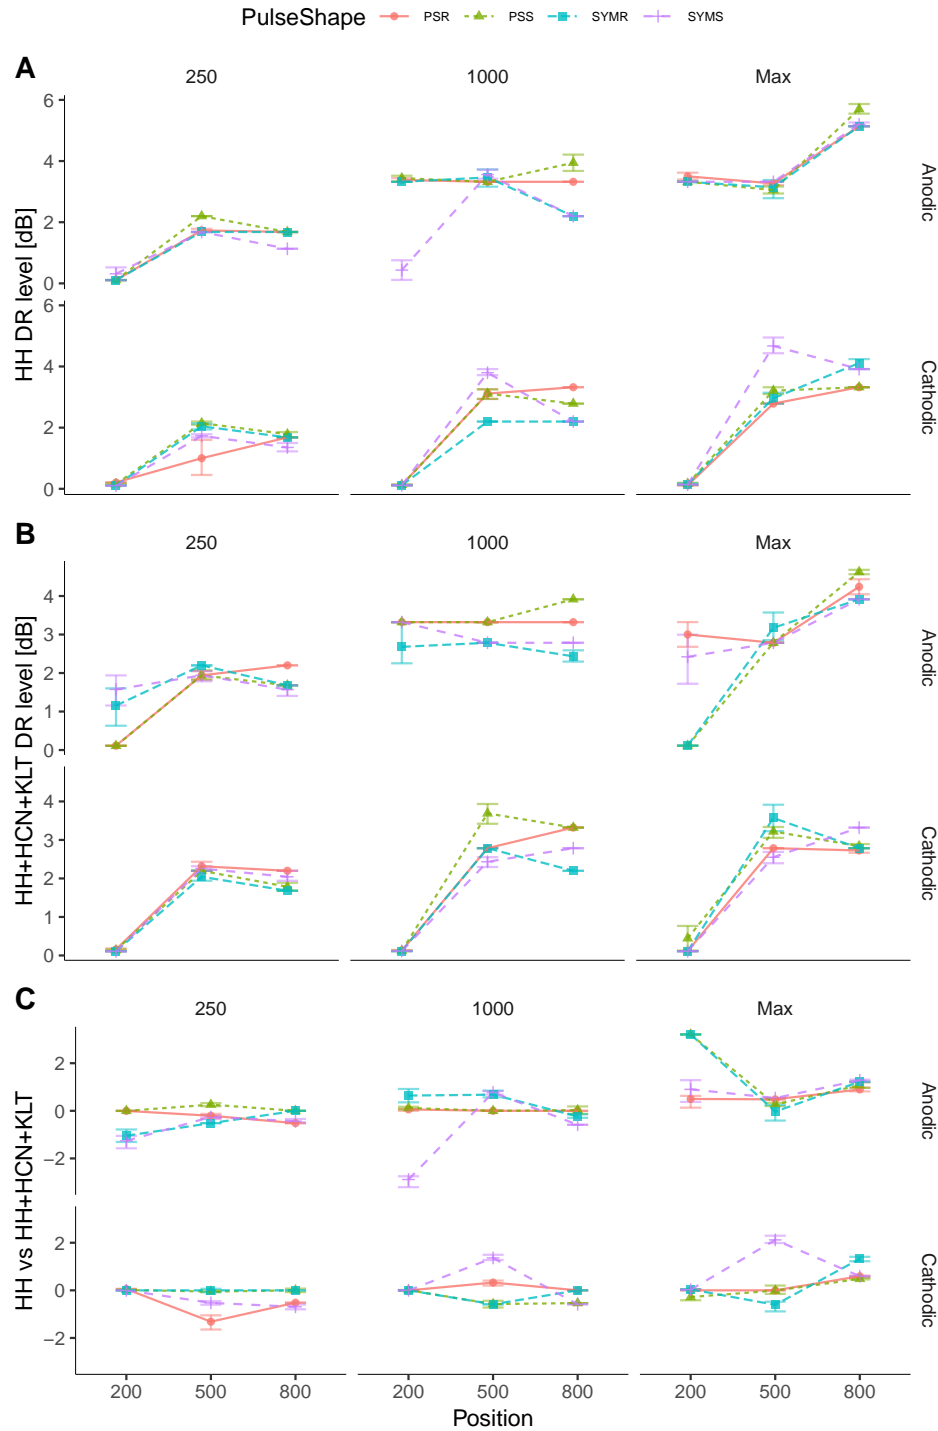 PulseShape PSR PSS SYMR SYMS
A
250 1000 Max
HH DR level [dB]
6
4
2
0
Anodic
6
4
2
0
Cathodic
B
250 1000 Max
HH+HCN+KLT DR level [dB]
4
3
2
1
0
Anodic
4
3
2
1
0
Cathodic
C
250 1000 Max
HH vs HH+HCN+KLT
2
0
−2
Anodic
2
0
−2
Cathodic
200 500 800 200 500 800 200 500 800
Position